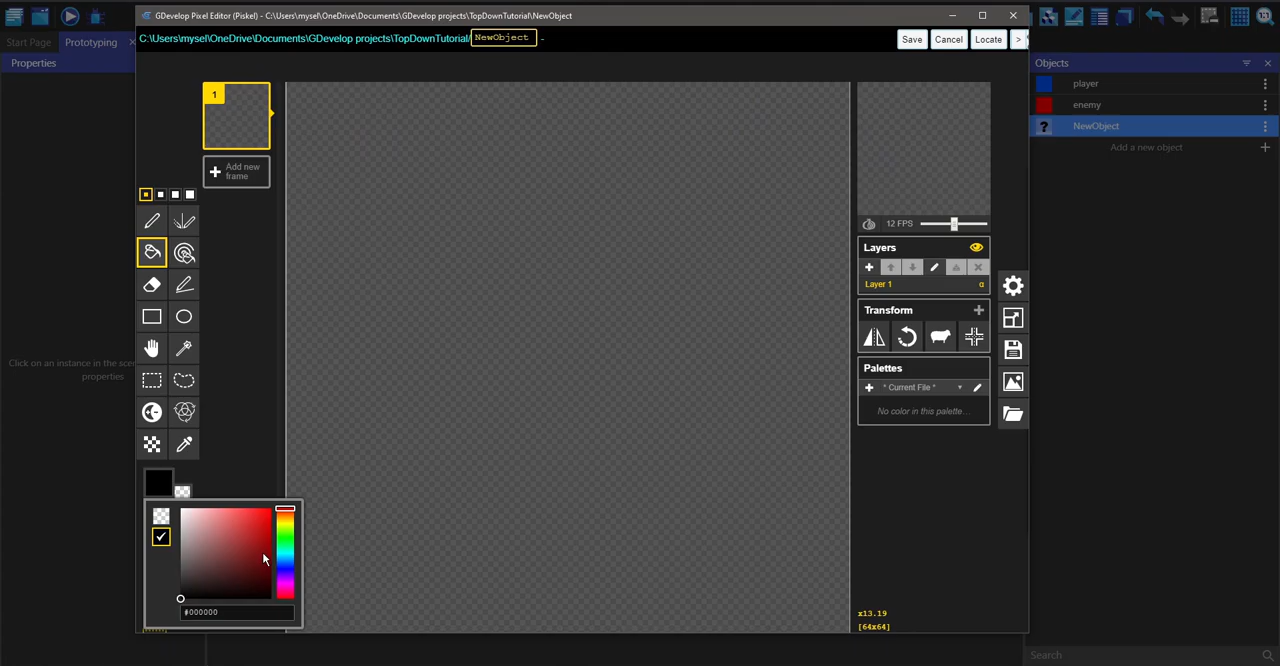 GDevelop Pixel Editor (Piskel) - C:\Users\mysel\OneDrive\Documents\GDevelop projects\TopDownTutorial\NewObject
C:\Users\mysel\OneDrive\Documents\GDevelop projects\TopDownTutorial/ NewObject -
Save Cancel Locate >
Start Page Prototyping
Properties
Objects
1
player
enemy
NewObject
Add a new object
Add new
frame
12 FPS
Layers
Layer 1 α
Transform
Click on an instance in the scen
properties
Palettes
* Current File *
No color in this palette...
#000000
x13.19
[64x64]
Search